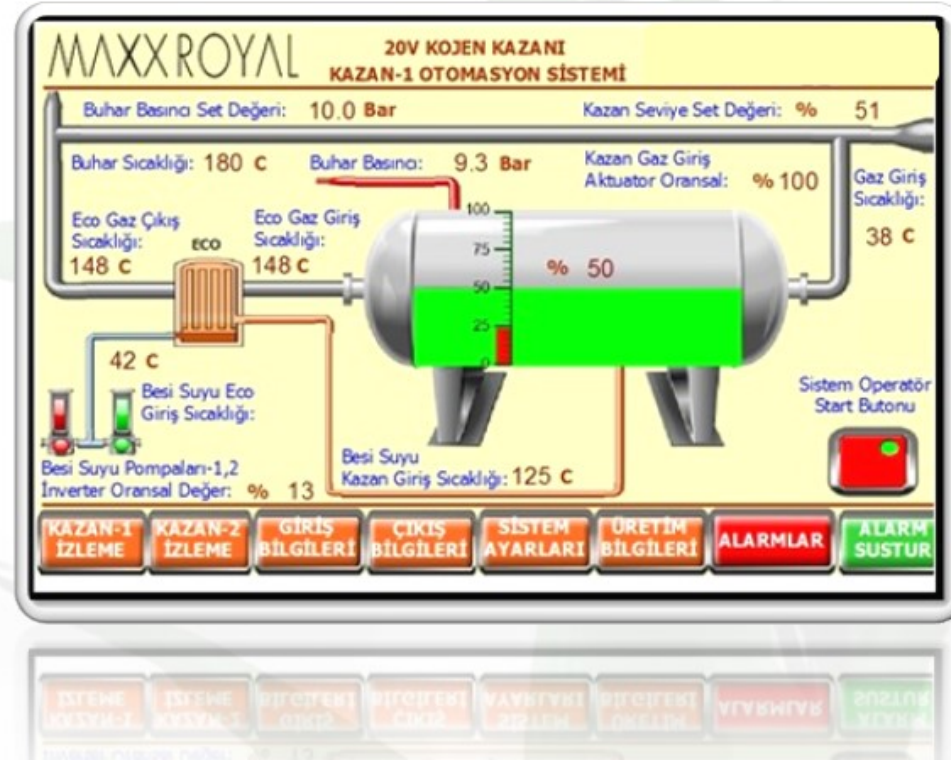 MAXX ROYAL
20V KOJEN KAZANI
KAZAN-1 OTOMASYON SİSTEMİ
Buhar Basıncı Set Değeri: 10.0 Bar
Kazan Seviye Set Değeri: % 51
Buhar Sıcaklığı: 180 C
Buhar Basıncı: 9.3 Bar
Kazan Gaz Giriş
Aktuator Oransal: % 100
Gaz Giriş
Sıcaklığı:
38 C
Eco Gaz Çıkış
Sıcaklığı:
148 C
ECO
Eco Gaz Giriş
Sıcaklığı:
148 C
100
75
50
25
0
% 50
42 C
Besi Suyu Eco
Giriş Sıcaklığı:
Sistem Operatör
Start Butonu
Besi Suyu Pompaları-1,2
İnverter Oransal Değer: % 13
Besi Suyu
Kazan Giriş Sıcaklığı: 125 C
KAZAN-1
İZLEME
KAZAN-2
İZLEME
GİRİŞ
BİLGİLERİ
ÇIKIŞ
BİLGİLERİ
SİSTEM
AYARLARI
ÜRETİM
BİLGİLERİ
ALARMLAR
ALARM
SUSTUR